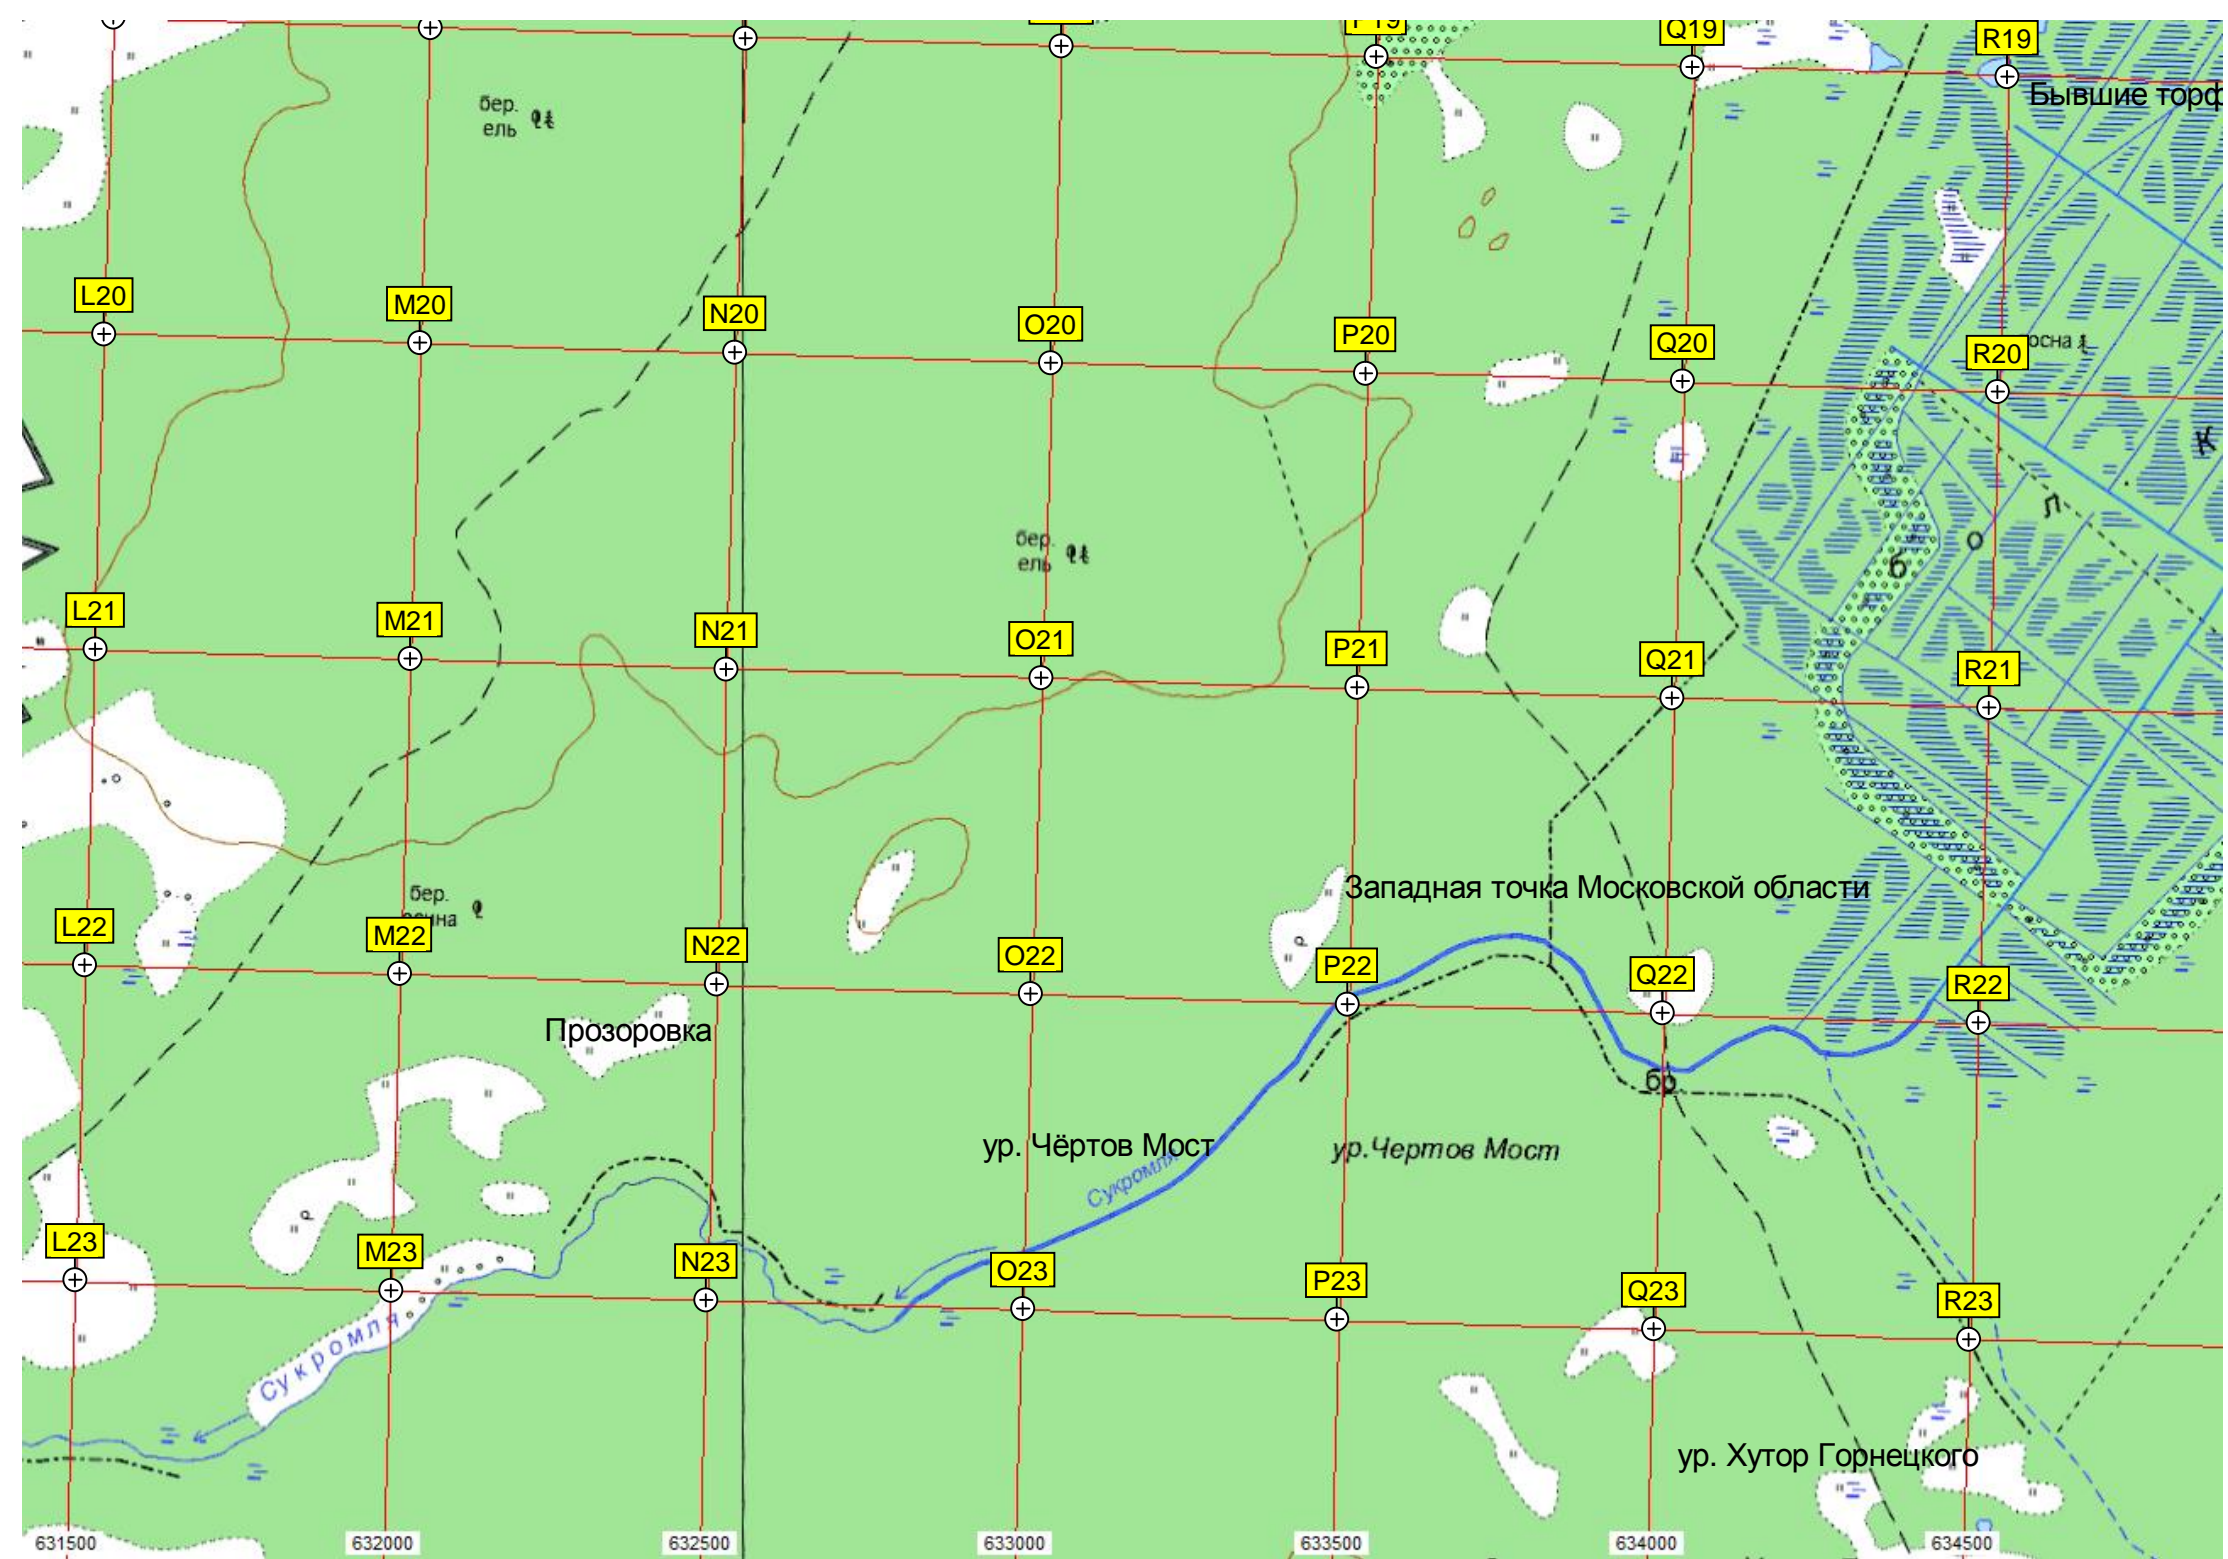 P19
Q19
R19
Бывшие торф
бер.
ель
L20
M20
N20
O20
P20
Q20
R20
К
л
о
б
бер.
ель
L21
M21
N21
O21
P21
Q21
R21
Западная точка Московской области
бер.
L22
M22
N22
O22
P22
Q22
R22
Прозоровка
бр
ур. Чёртов Мост
ур.Чертов Мост
Сукромля
L23
M23
N23
O23
P23
Q23
R23
Сукромля
ур. Хутор Горнецкого
631500
632000
632500
633000
633500
634000
634500